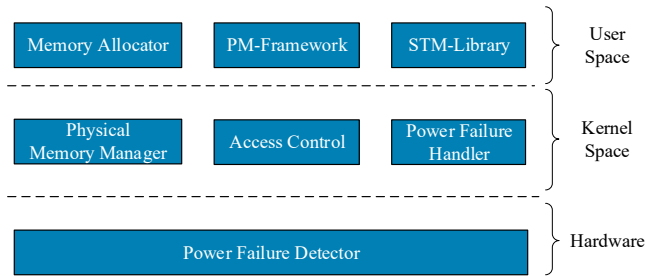 Memory Allocator
PM-Framework
STM-Library
User
Space
Physical
Memory Manager
Access Control
Power Failure
Handler
Kernel
Space
Power Failure Detector
Hardware